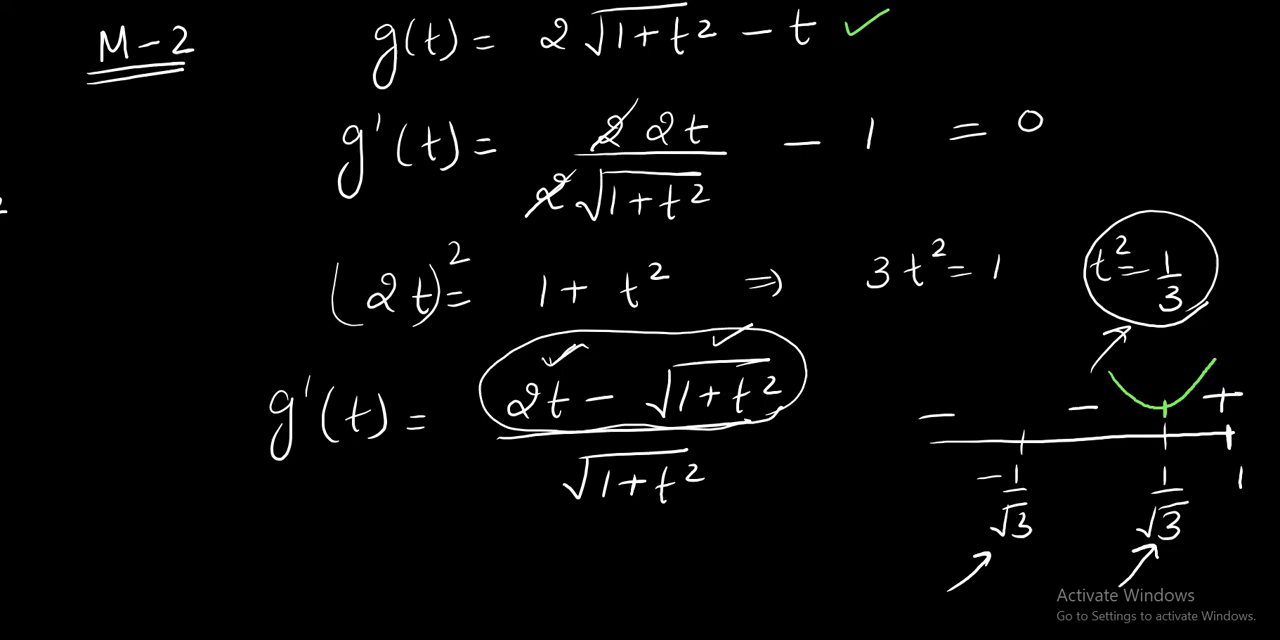 M-2 g(t) = 2√(1+t²) - t ✓
g'(t) = 2 2t / 2√(1+t²) - 1 = 0
(2t)² = 1 + t² ⇒ 3t² = 1 t² = 1/3
g'(t) = (2t - √(1+t²)) / √(1+t²)
- - +
-1/√3 1/√3 1
Activate Windows
Go to Settings to activate Windows.